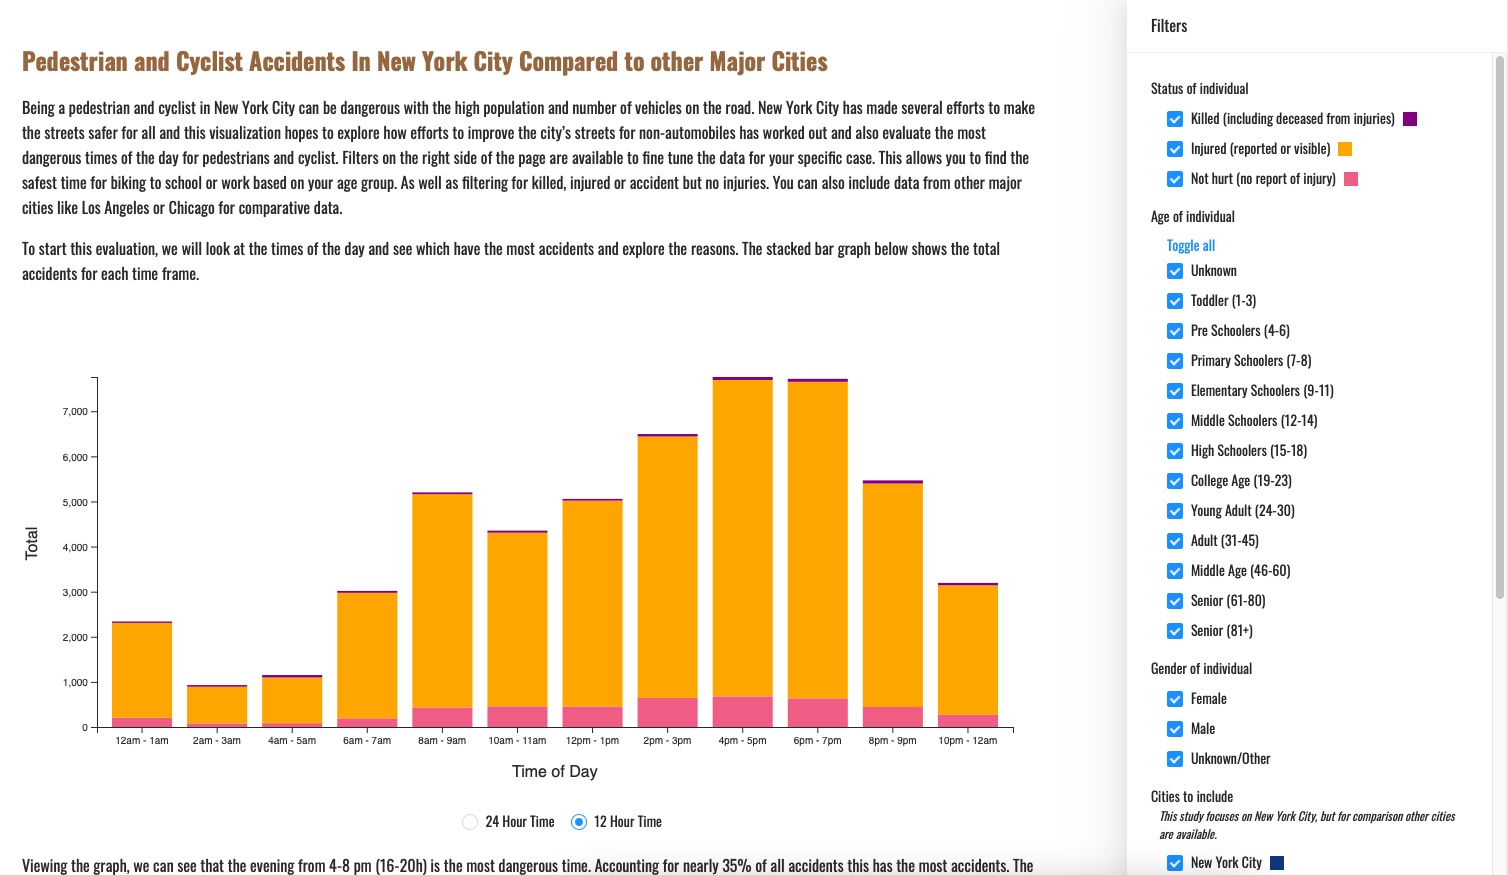 Pedestrian and Cyclist Accidents In New York City Compared to other Major Cities
Being a pedestrian and cyclist in New York City can be dangerous with the high population and number of vehicles on the road. New York City has made several efforts to make
the streets safer for all and this visualization hopes to explore how efforts to improve the city's streets for non-automobiles has worked out and also evaluate the most
dangerous times of the day for pedestrians and cyclist. Filters on the right side of the page are available to fine tune the data for your specific case. This allows you to find the
safest time for biking to school or work based on your age group. As well as filtering for killed, injured or accident but no injuries. You can also include data from other major
cities like Los Angeles or Chicago for comparative data.
To start this evaluation, we will look at the times of the day and see which have the most accidents and explore the reasons. The stacked bar graph below shows the total
accidents for each time frame.
7,000
6,000
5,000
4,000
3,000
2,000
1,000
0
Total
12am - 1am
2am - 3am
4am - 5am
6am - 7am
8am - 9am
10am - 11am
12pm - 1pm
2pm - 3pm
4pm - 5pm
6pm - 7pm
8pm - 9pm
10pm - 12am
Time of Day
24 Hour Time
12 Hour Time
Viewing the graph, we can see that the evening from 4-8 pm (16-20h) is the most dangerous time. Accounting for nearly 35% of all accidents this has the most accidents. The
Filters
Status of individual
Killed (including deceased from injuries)
Injured (reported or visible)
Not hurt (no report of injury)
Age of individual
Toggle all
Unknown
Toddler (1-3)
Pre Schoolers (4-6)
Primary Schoolers (7-8)
Elementary Schoolers (9-11)
Middle Schoolers (12-14)
High Schoolers (15-18)
College Age (19-23)
Young Adult (24-30)
Adult (31-45)
Middle Age (46-60)
Senior (61-80)
Senior (81+)
Gender of individual
Female
Male
Unknown/Other
Cities to include
This study focuses on New York City, but for comparison other cities
are available.
New York City